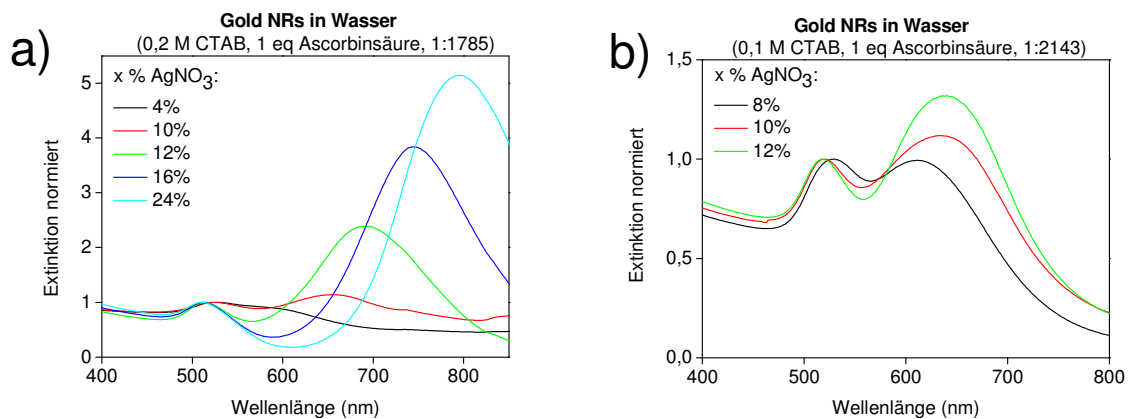 a)
Gold NRs in Wasser
(0,2 M CTAB, 1 eq Ascorbinsäure, 1:1785)
x % AgNO3:
4%
10%
12%
16%
24%
5
4
3
2
1
0
Extinktion normiert
400 500 600 700 800
Wellenlänge (nm)
b)
Gold NRs in Wasser
(0,1 M CTAB, 1 eq Ascorbinsäure, 1:2143)
x % AgNO3:
8%
10%
12%
1,5
1,0
0,5
0,0
Extinktion normiert
400 500 600 700 800
Wellenlänge (nm)